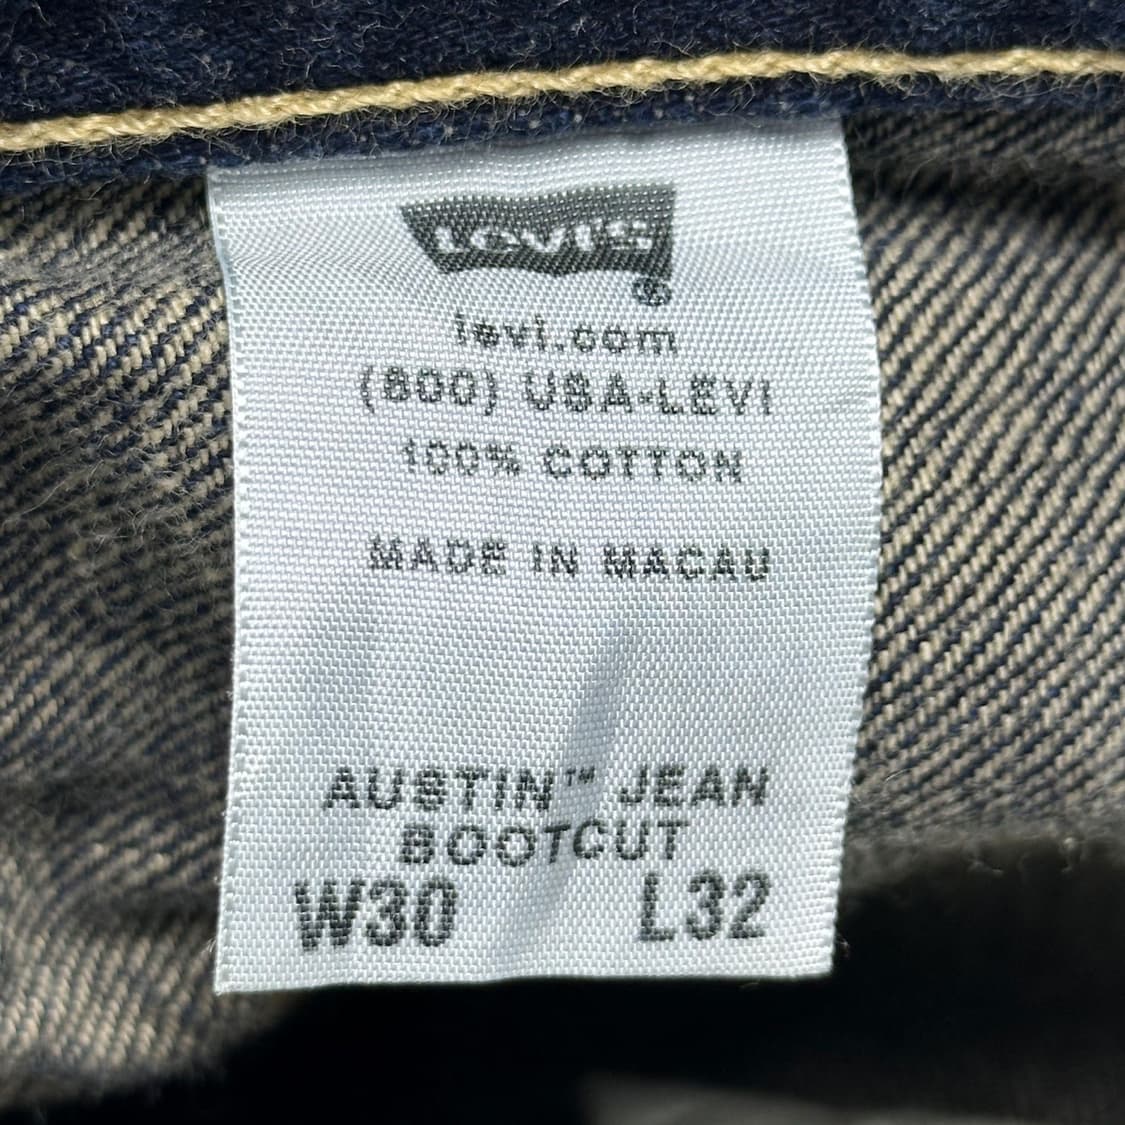 Levi's
®
levi.com
(800) USA-LEVI
100% COTTON
MADE IN MACAU
AUSTIN™ JEAN
BOOTCUT
W30 L32